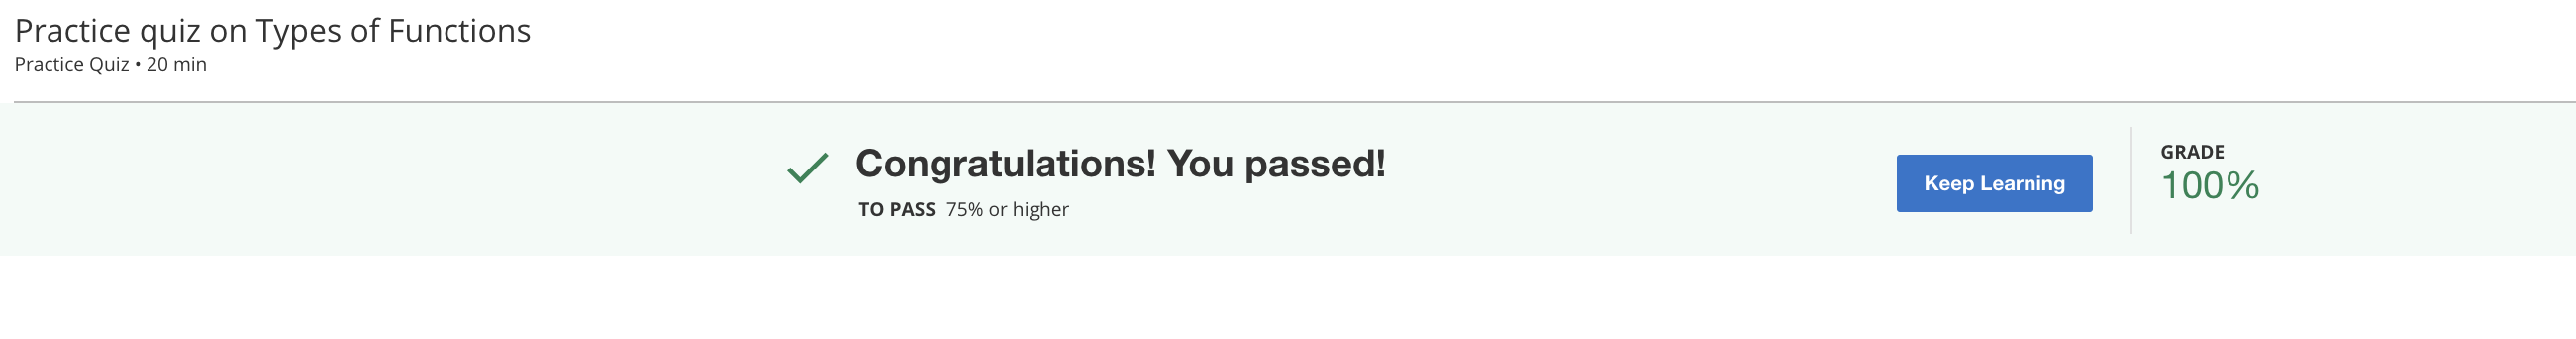 Practice quiz on Types of Functions
Practice Quiz • 20 min
Congratulations! You passed!
TO PASS 75% or higher
Keep Learning
GRADE
100%